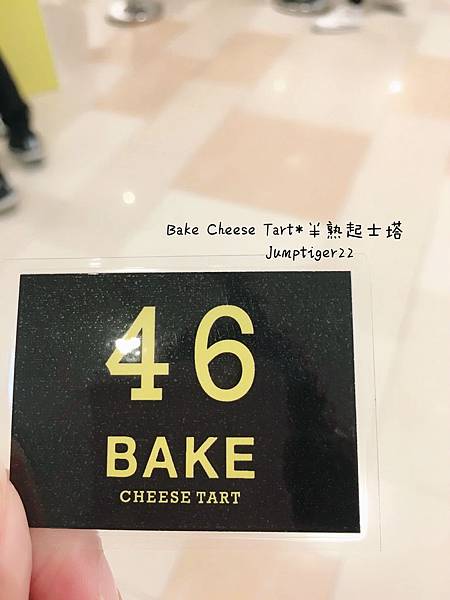 Bake Cheese Tart*半熟起士塔
Jumptiger22
46
BAKE
CHEESE TART